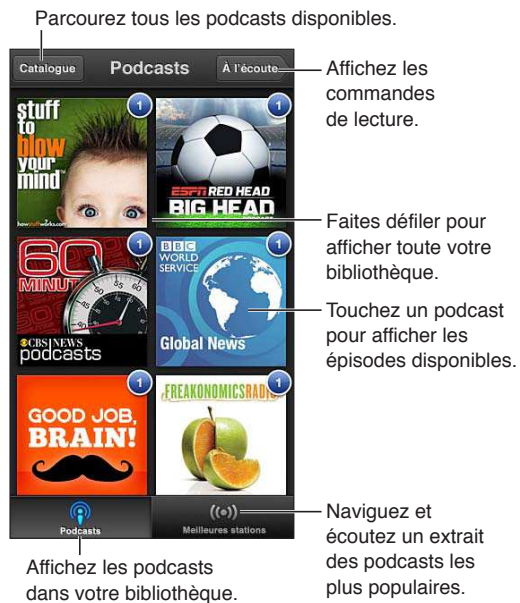 Parcourez tous les podcasts disponibles.
Catalogue
Podcasts
À l'écoute
Affichez les
commandes
de lecture.
1
1
stuff
to
blow
your
mind
howstuffworks.com
ESPN RED HEAD
BIG HEAD
Faites défiler pour
afficher toute votre
bibliothèque.
1
1
60
MINUT
CBS NEWS
podcasts
BBC
WORLD
SERVICE
Global News
Touchez un podcast
pour afficher les
épisodes disponibles.
1
1
GOOD JOB,
BRAIN!
FREAKONOMICS RADIO
Podcasts
Meilleures stations
Naviguez et
écoutez un extrait
des podcasts les
plus populaires.
Affichez les podcasts
dans votre bibliothèque.